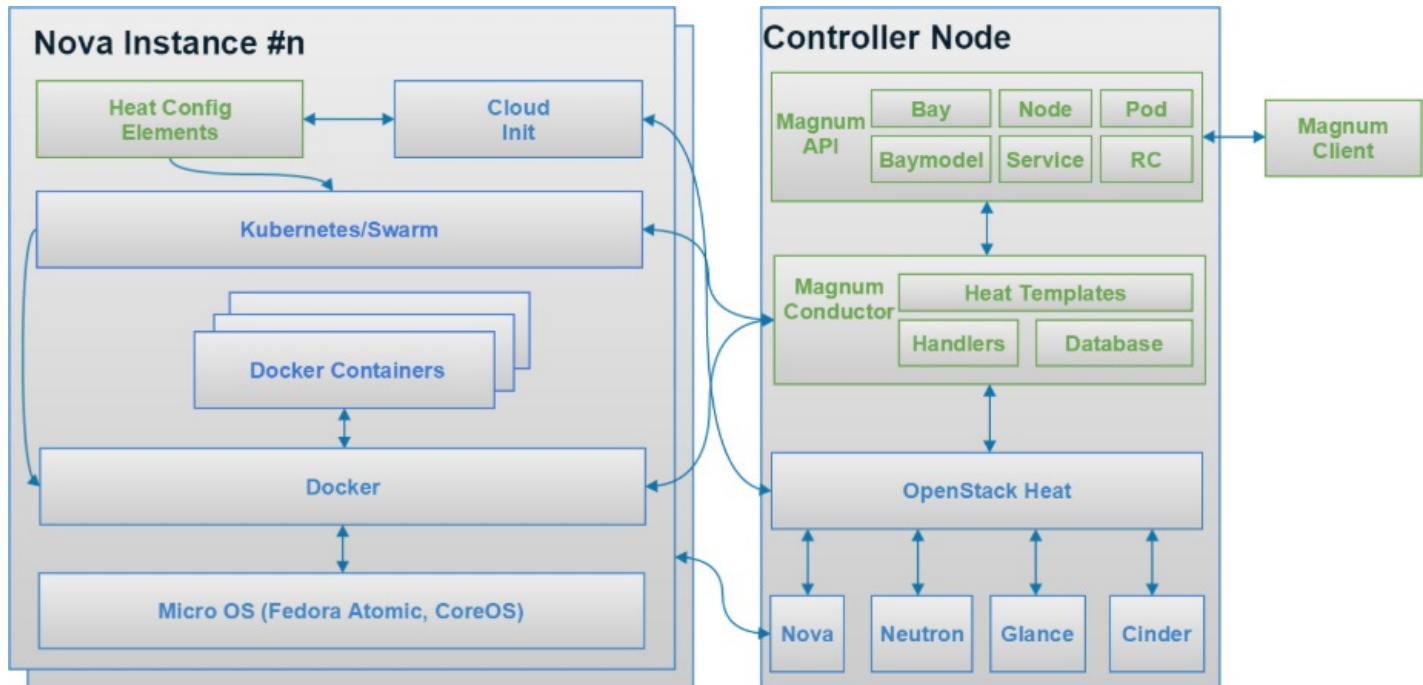 Nova Instance #n
Heat Config
Elements
Cloud
Init
Kubernetes/Swarm
Docker Containers
Docker
Micro OS (Fedora Atomic, CoreOS)
Controller Node
Magnum
API
Bay
Node
Pod
Baymodel
Service
RC
Magnum
Conductor
Heat Templates
Handlers
Database
OpenStack Heat
Nova
Neutron
Glance
Cinder
Magnum
Client